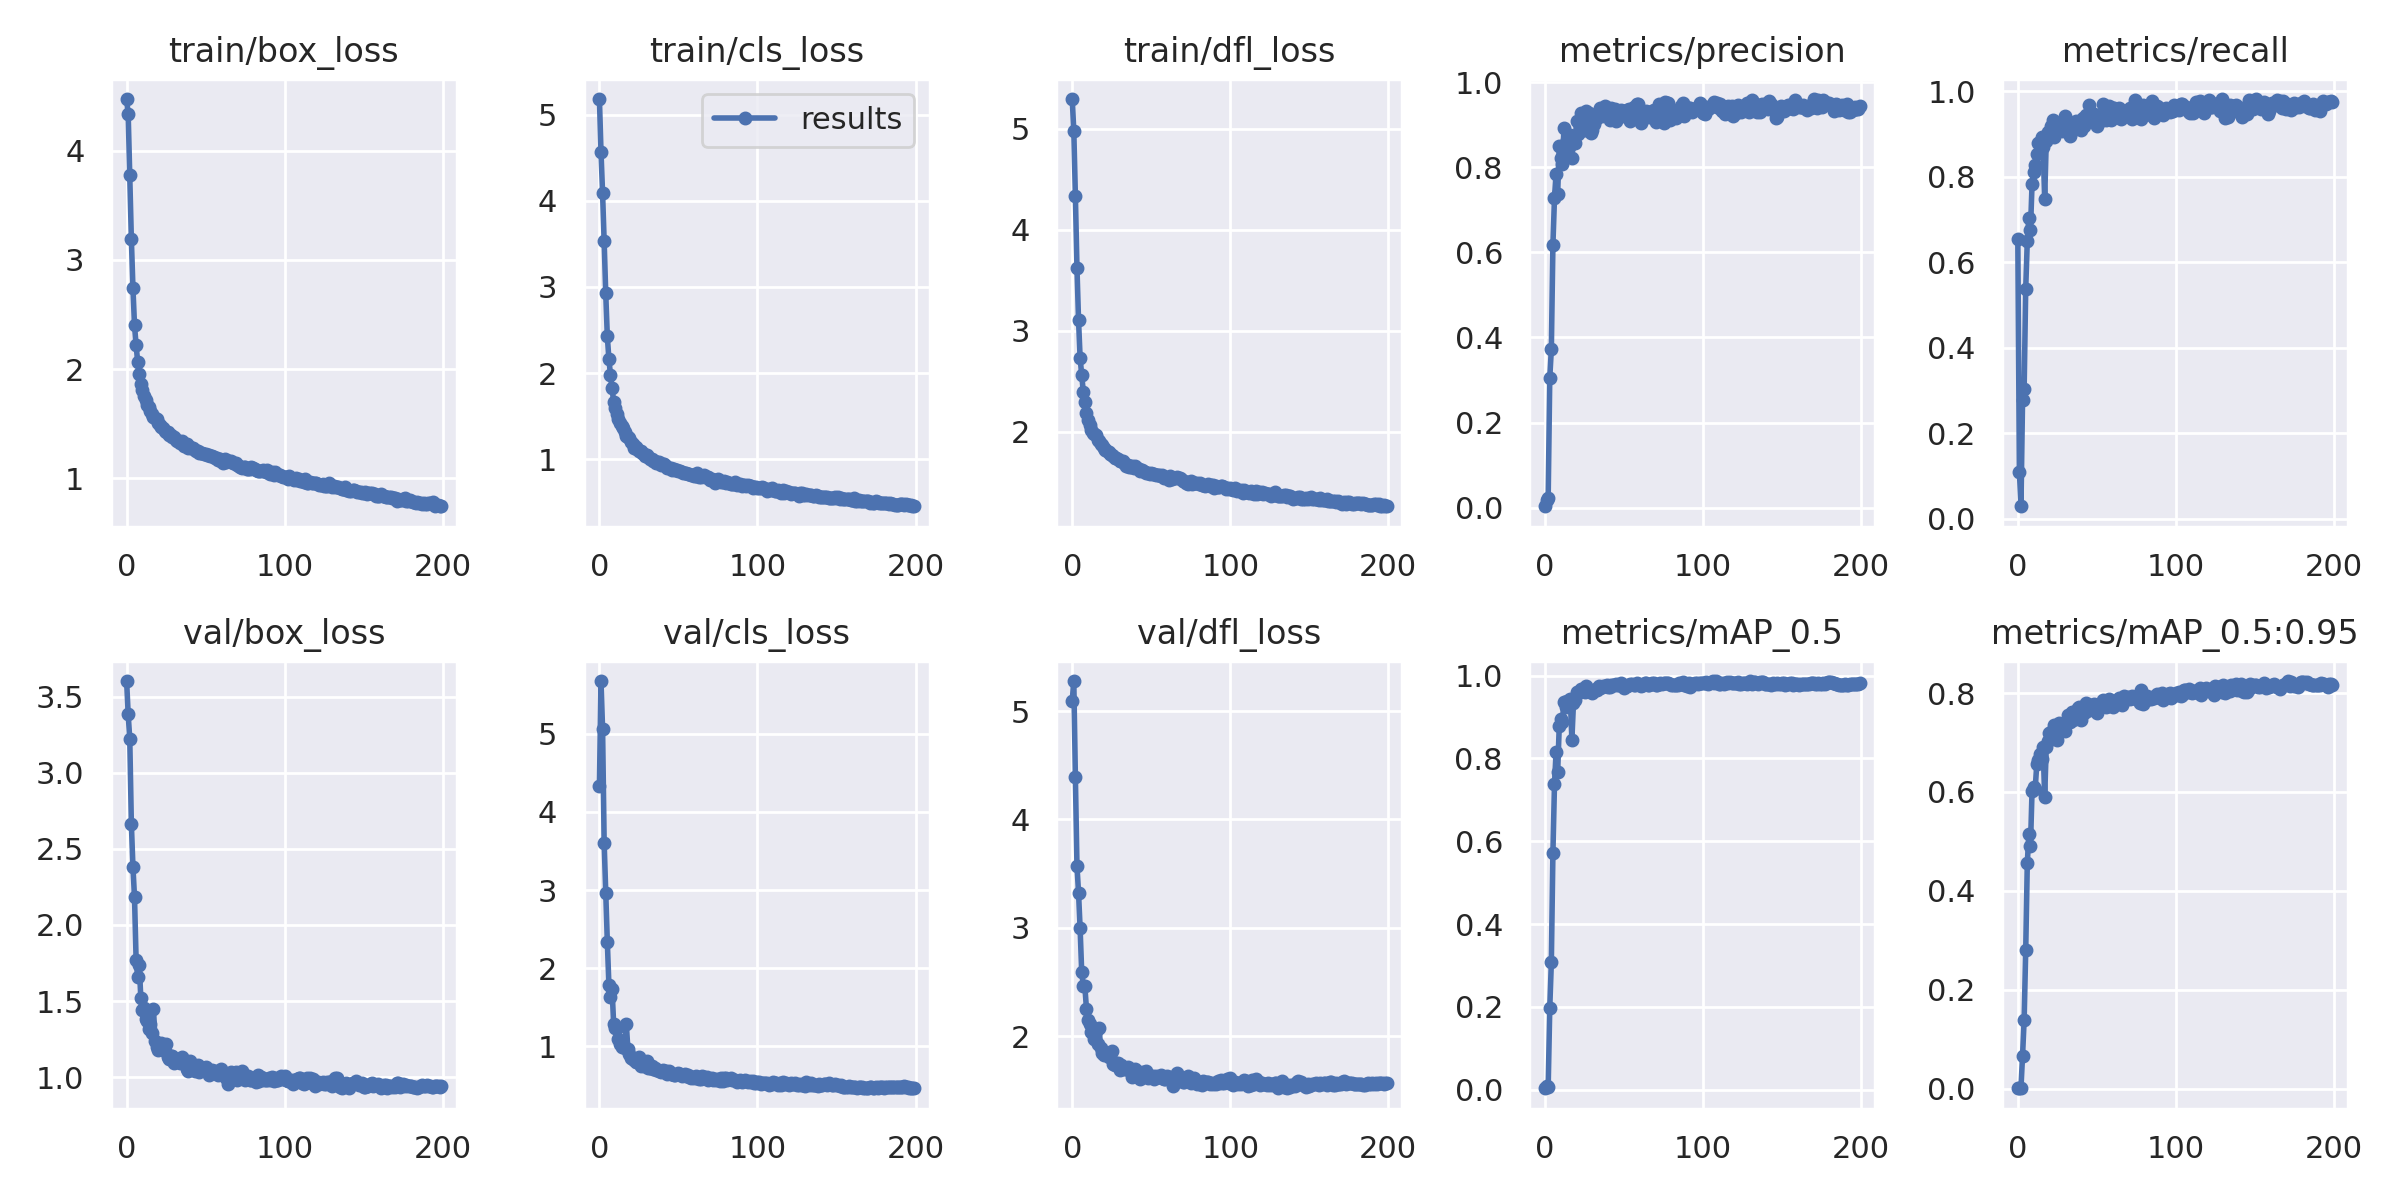 train/box_loss
train/cls_loss
train/dfl_loss
metrics/precision
metrics/recall
4
3
2
1
0 100 200
results
5
4
3
2
1
0 100 200
5
4
3
2
0 100 200
1.0
0.8
0.6
0.4
0.2
0.0
0 100 200
1.0
0.8
0.6
0.4
0.2
0.0
0 100 200
val/box_loss
val/cls_loss
val/dfl_loss
metrics/mAP_0.5
metrics/mAP_0.5:0.95
3.5
3.0
2.5
2.0
1.5
1.0
0 100 200
5
4
3
2
1
0 100 200
5
4
3
2
0 100 200
1.0
0.8
0.6
0.4
0.2
0.0
0 100 200
0.8
0.6
0.4
0.2
0.0
0 100 200